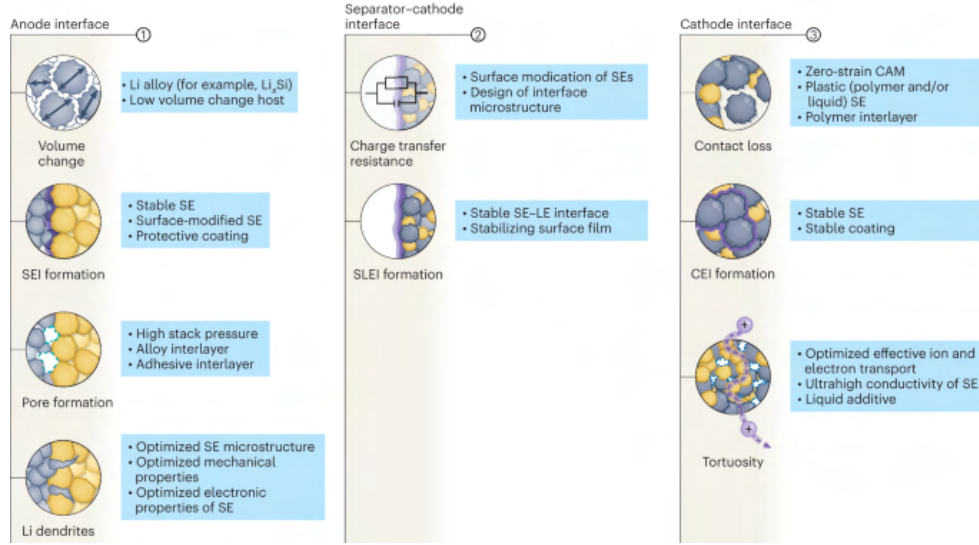 Anode interface
①
Volume
change
• Li alloy (for example, LiₓSi)
• Low volume change host
SEI formation
• Stable SE
• Surface-modified SE
• Protective coating
Pore formation
• High stack pressure
• Alloy interlayer
• Adhesive interlayer
Li dendrites
• Optimized SE microstructure
• Optimized mechanical
properties
• Optimized electronic
properties of SE
Separator–cathode
interface
②
Charge transfer
resistance
• Surface modication of SEs
• Design of interface
microstructure
SLEI formation
• Stable SE–LE interface
• Stabilizing surface film
Cathode interface
③
Contact loss
• Zero-strain CAM
• Plastic (polymer and/or
liquid) SE
• Polymer interlayer
CEI formation
• Stable SE
• Stable coating
+
+
Tortuosity
• Optimized effective ion and
electron transport
• Ultrahigh conductivity of SE
• Liquid additive